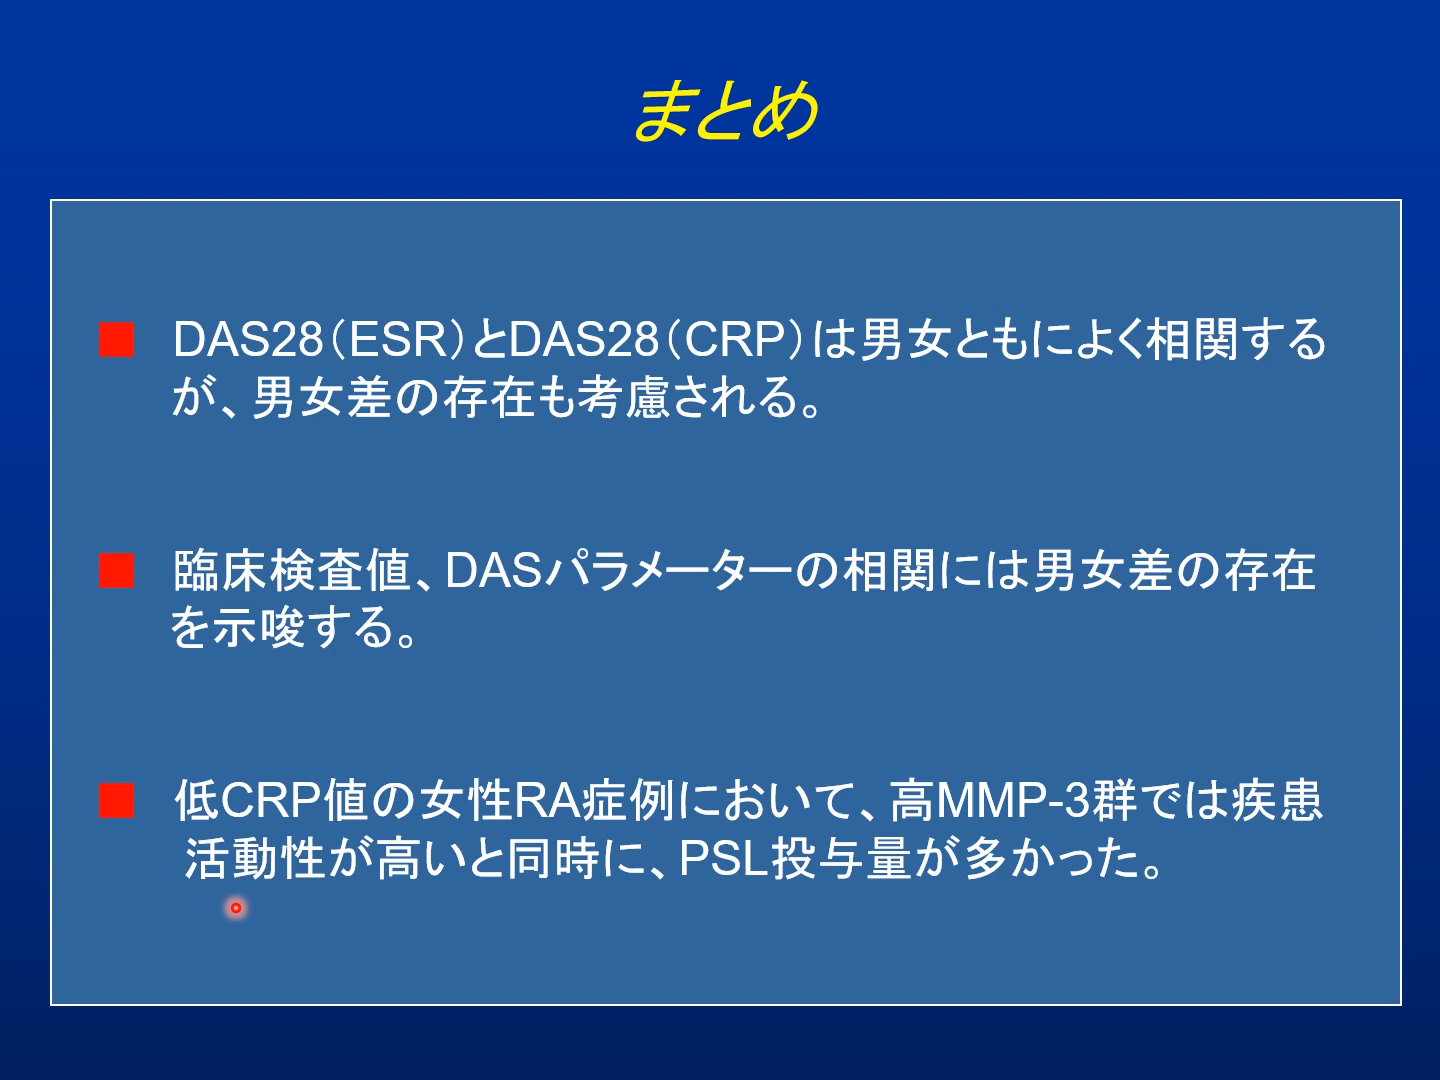 まとめ
■ DAS28（ESR）とDAS28（CRP）は男女ともによく相関する
が、男女差の存在も考慮される。
■ 臨床検査値、DASパラメーターの相関には男女差の存在
を示唆する。
■ 低CRP値の女性RA症例において、高MMP-3群では疾患
活動性が高いと同時に、PSL投与量が多かった。